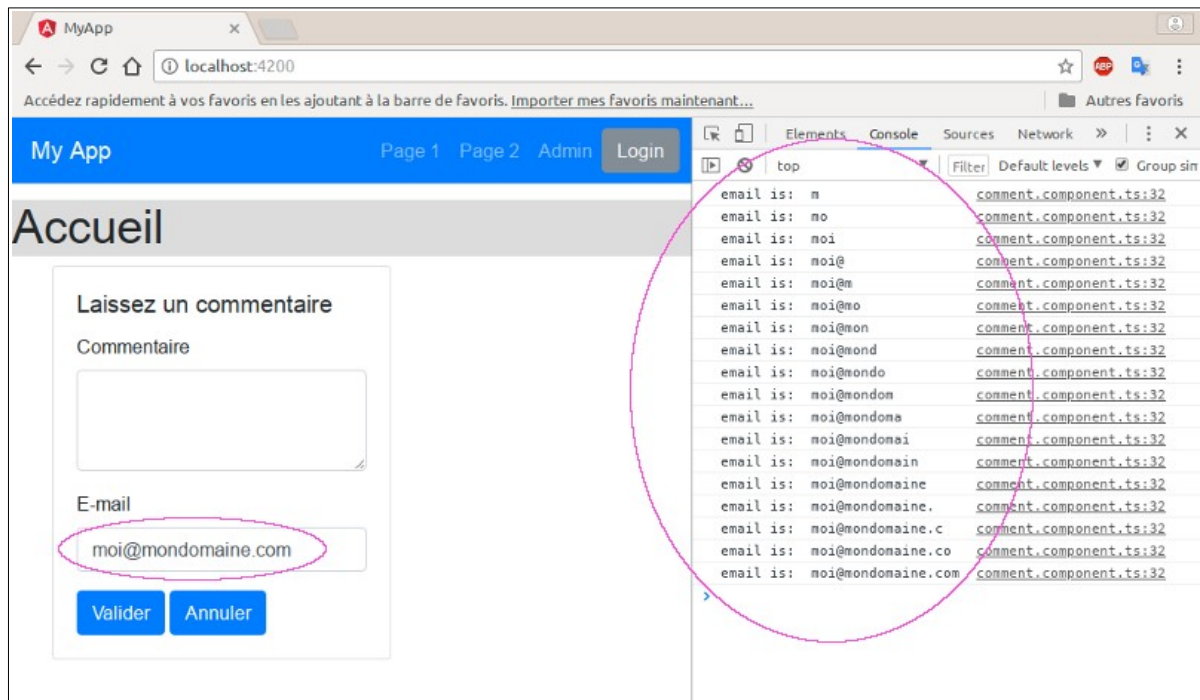 MyApp
localhost:4200
Accédez rapidement à vos favoris en les ajoutant à la barre de favoris. Importer mes favoris maintenant...
Autres favoris
My App
Page 1 Page 2 Admin Login
Accueil
Laissez un commentaire
Commentaire
E-mail
moi@mondomaine.com
Valider Annuler
Elements Console Sources Network »
top Filter Default levels Group sim
email is: m comment.component.ts:32
email is: mo comment.component.ts:32
email is: moi comment.component.ts:32
email is: moi@ comment.component.ts:32
email is: moi@m comment.component.ts:32
email is: moi@mo comment.component.ts:32
email is: moi@mon comment.component.ts:32
email is: moi@mond comment.component.ts:32
email is: moi@mondo comment.component.ts:32
email is: moi@mondom comment.component.ts:32
email is: moi@mondoma comment.component.ts:32
email is: moi@mondomai comment.component.ts:32
email is: moi@mondomain comment.component.ts:32
email is: moi@mondomaine comment.component.ts:32
email is: moi@mondomaine. comment.component.ts:32
email is: moi@mondomaine.c comment.component.ts:32
email is: moi@mondomaine.co comment.component.ts:32
email is: moi@mondomaine.com comment.component.ts:32